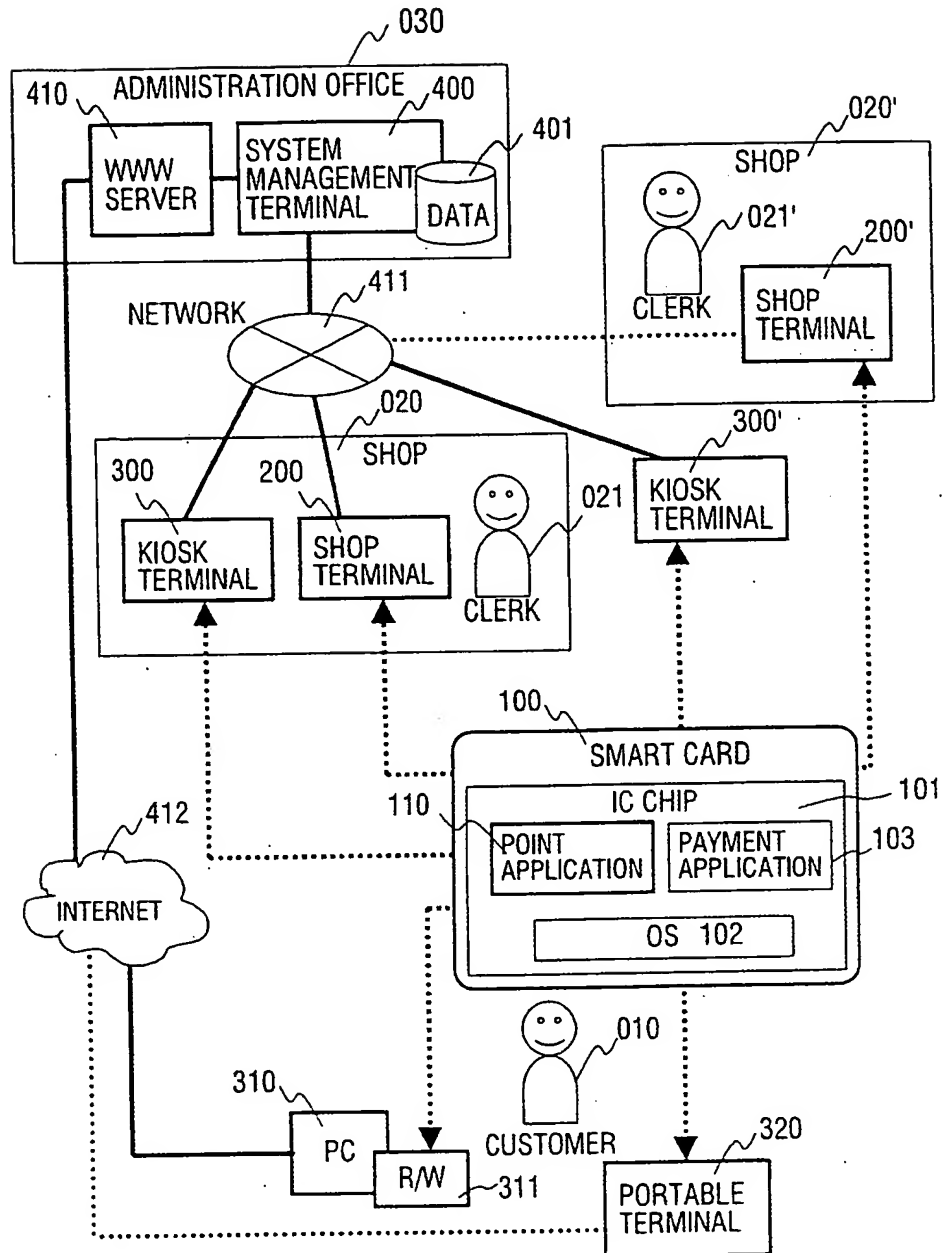 030
ADMINISTRATION OFFICE
410
400
401
WWW
SERVER
SYSTEM
MANAGEMENT
TERMINAL
DATA
020'
SHOP
021'
200'
CLERK
SHOP
TERMINAL
NETWORK
411
020
SHOP
300
200
KIOSK
TERMINAL
SHOP
TERMINAL
021
CLERK
300'
KIOSK
TERMINAL
100
SMART CARD
IC CHIP
101
110
POINT
APPLICATION
PAYMENT
APPLICATION
103
OS 102
412
INTERNET
010
CUSTOMER
310
PC
R/W
311
320
PORTABLE
TERMINAL